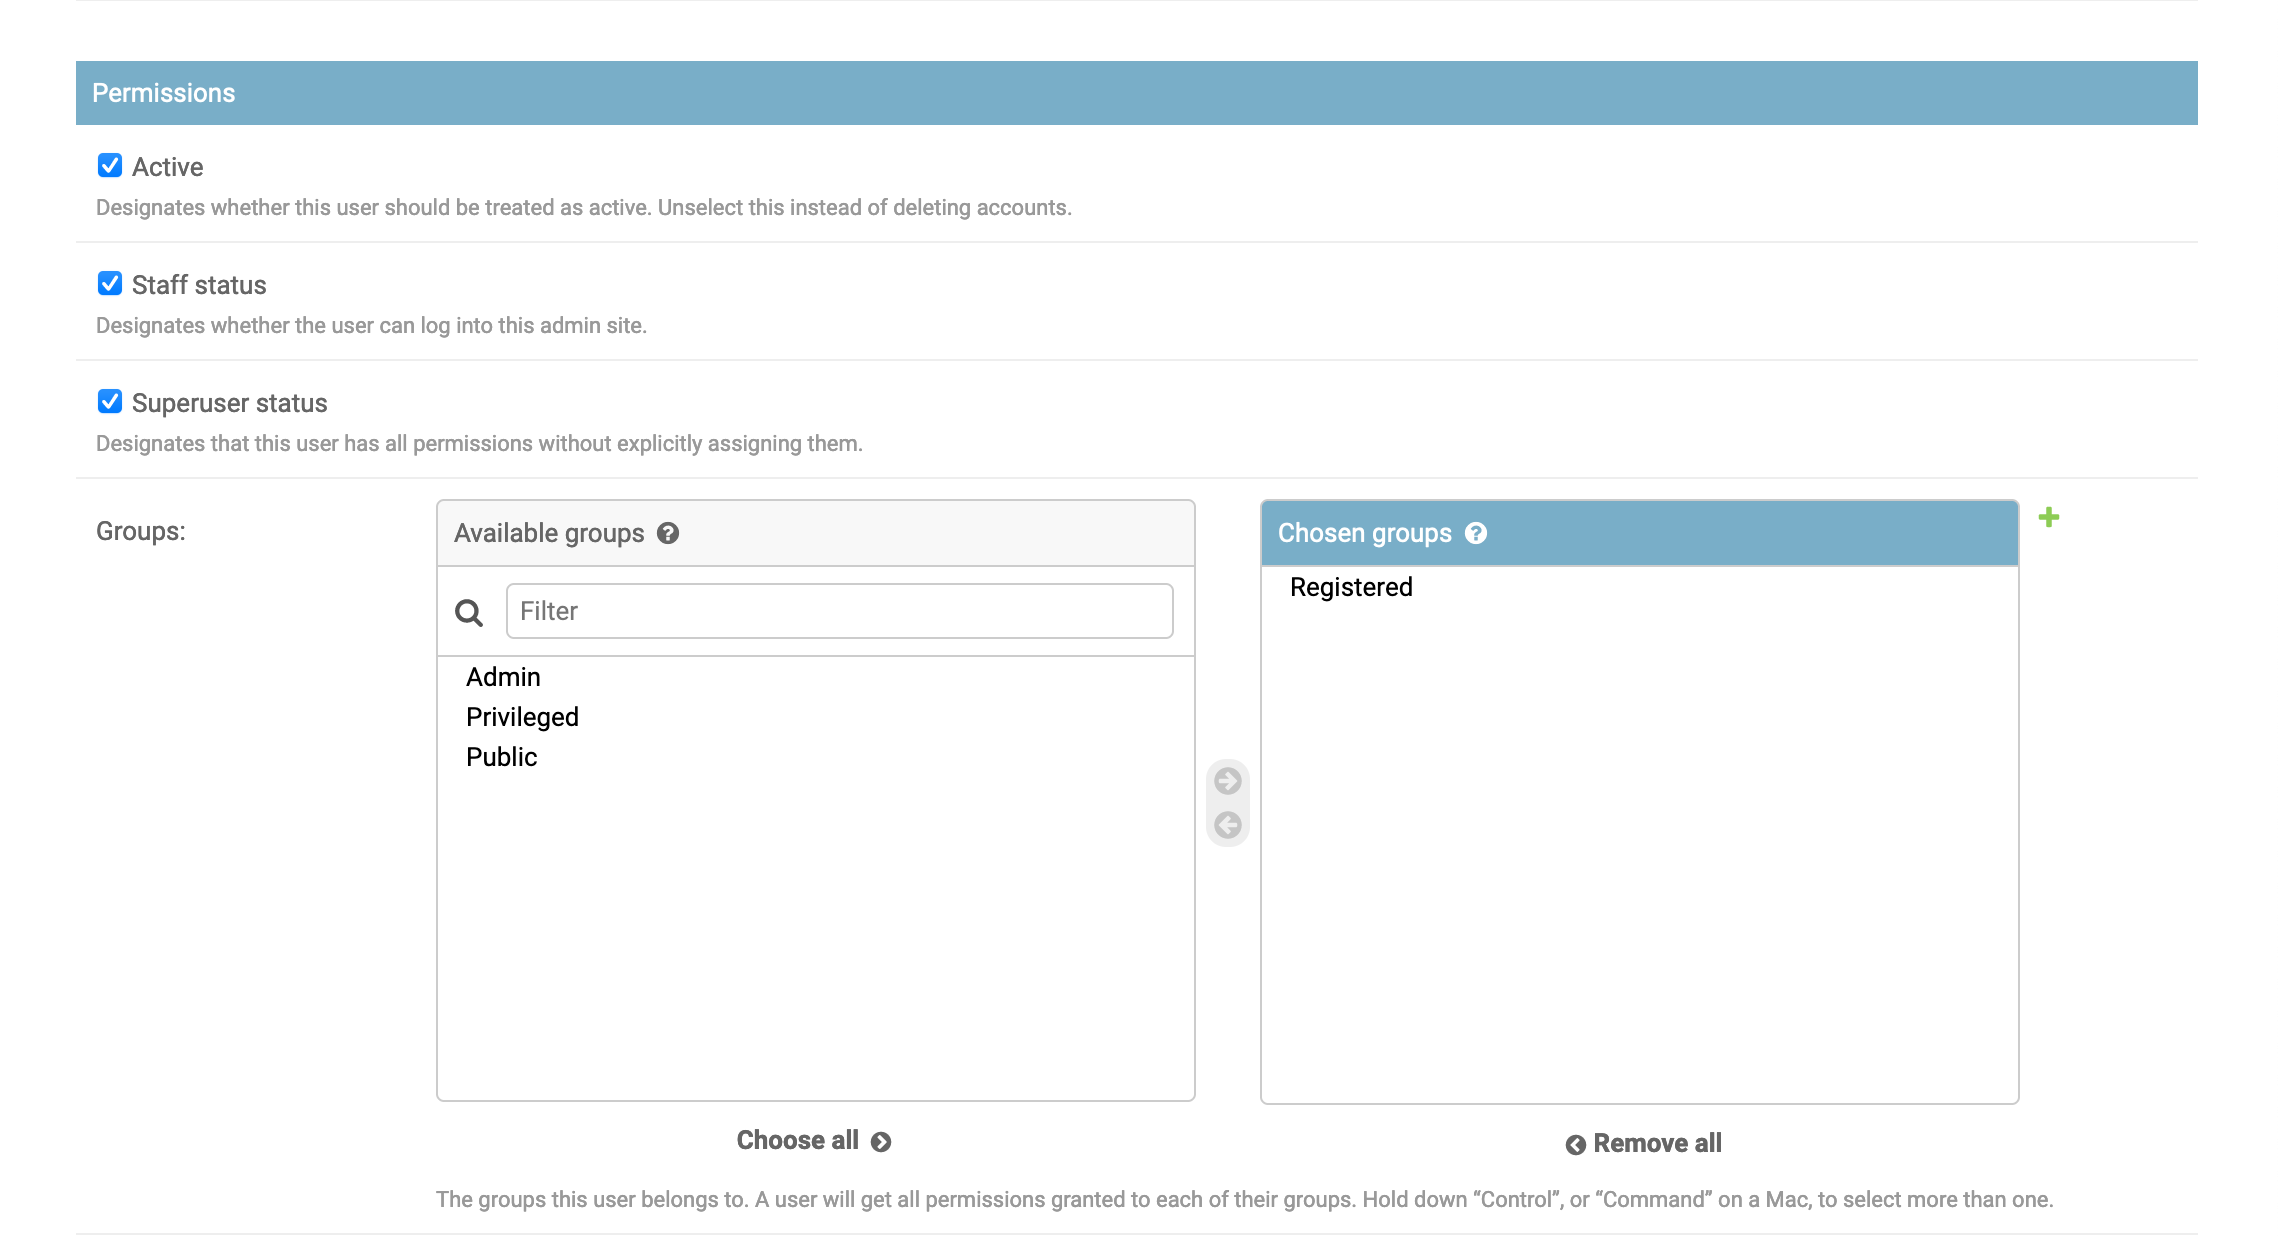 Permissions
Active
Designates whether this user should be treated as active. Unselect this instead of deleting accounts.
Staff status
Designates whether the user can log into this admin site.
Superuser status
Designates that this user has all permissions without explicitly assigning them.
Groups:
Available groups
Filter
Admin
Privileged
Public
Choose all
Chosen groups
Registered
Remove all
The groups this user belongs to. A user will get all permissions granted to each of their groups. Hold down “Control”, or “Command” on a Mac, to select more than one.